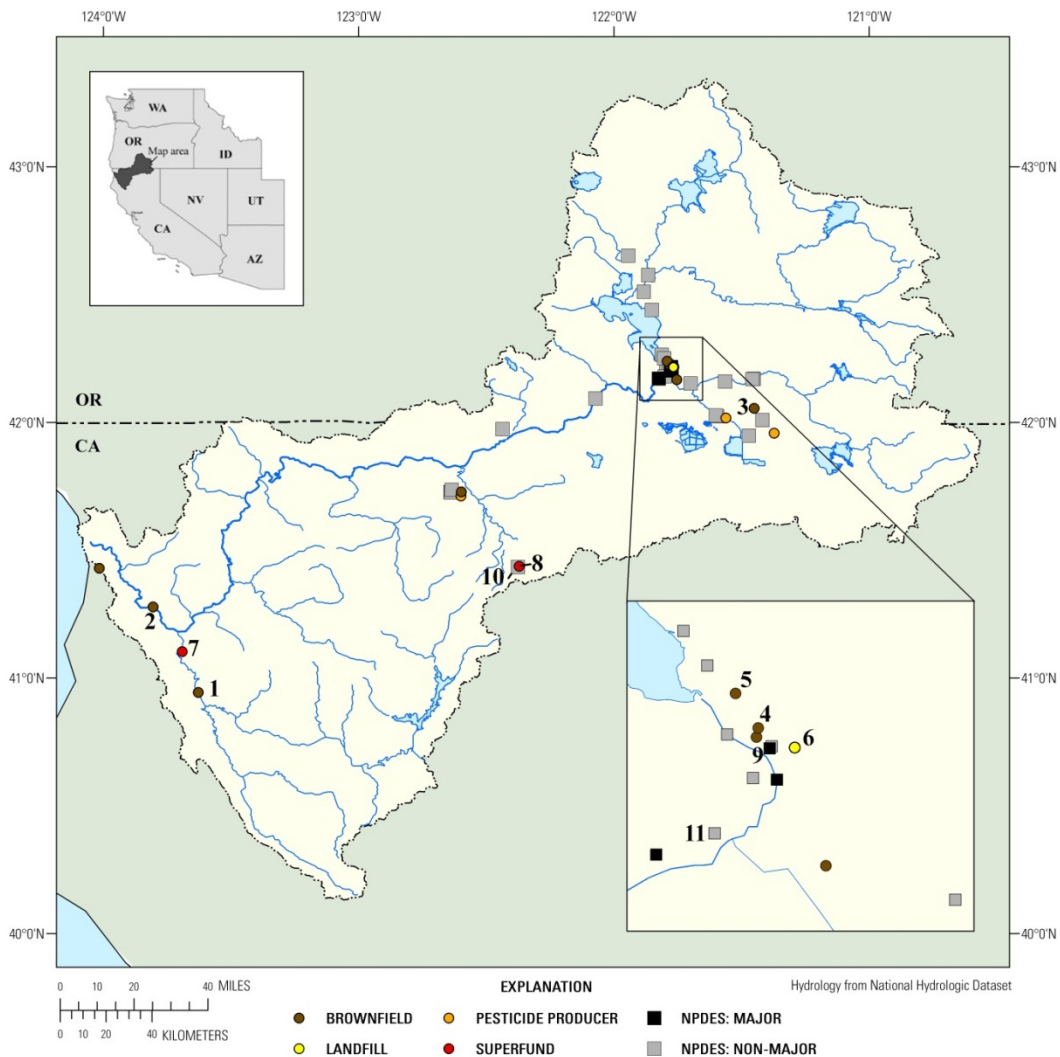 124°0'W 123°0'W 122°0'W 121°0'W
WA
OR
Map area
ID
43°0'N 43°0'N
NV
UT
CA
AZ
OR
3
42°0'N 42°0'N
CA
10 8
2
7
41°0'N 41°0'N
1
5
4
6
9
11
40°0'N 40°0'N
0 10 20 40 MILES
0 10 20 40 KILOMETERS
EXPLANATION
Hydrology from National Hydrologic Dataset
BROWNFIELD PESTICIDE PRODUCER NPDES: MAJOR
LANDFILL SUPERFUND NPDES: NON-MAJOR